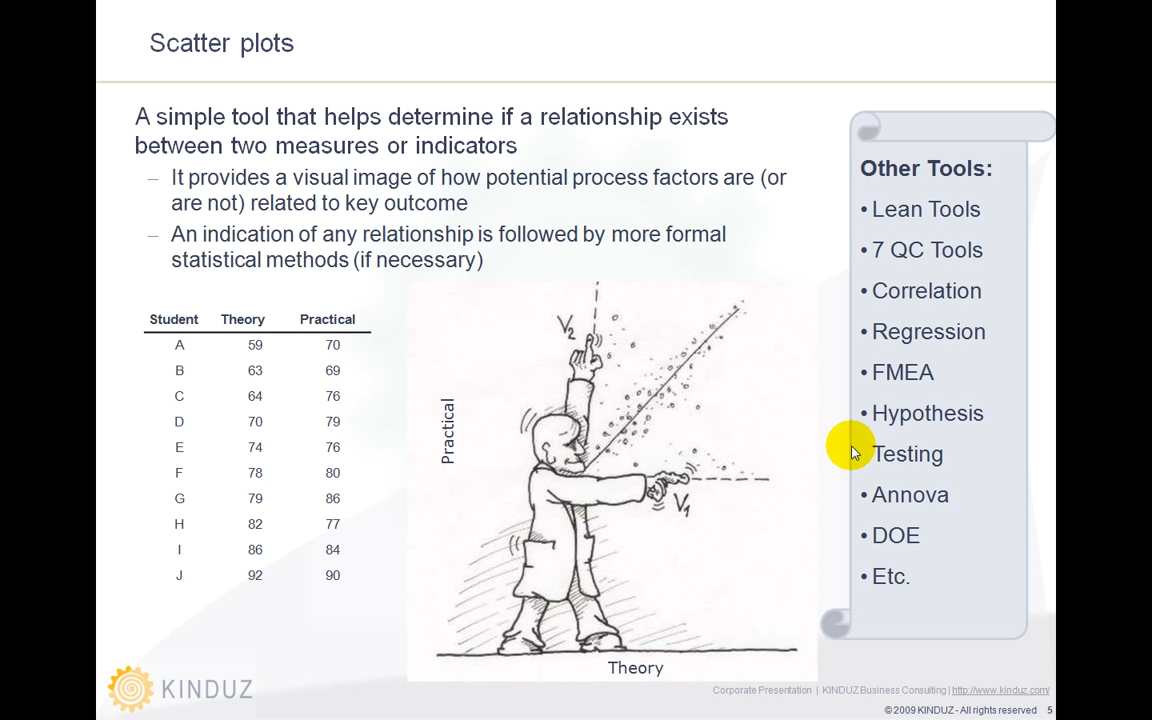 Scatter plots
A simple tool that helps determine if a relationship exists
between two measures or indicators
– It provides a visual image of how potential process factors are (or
are not) related to key outcome
– An indication of any relationship is followed by more formal
statistical methods (if necessary)
Student Theory Practical
A 59 70
B 63 69
C 64 76
D 70 79
E 74 76
F 78 80
G 79 86
H 82 77
I 86 84
J 92 90
V2
Practical
V1
Theory
Other Tools:
• Lean Tools
• 7 QC Tools
• Correlation
• Regression
• FMEA
• Hypothesis
Testing
• Annova
• DOE
• Etc.
KINDUZ
Corporate Presentation | KINDUZ Business Consulting | http://www.kinduz.com/
© 2009 KINDUZ - All rights reserved 5